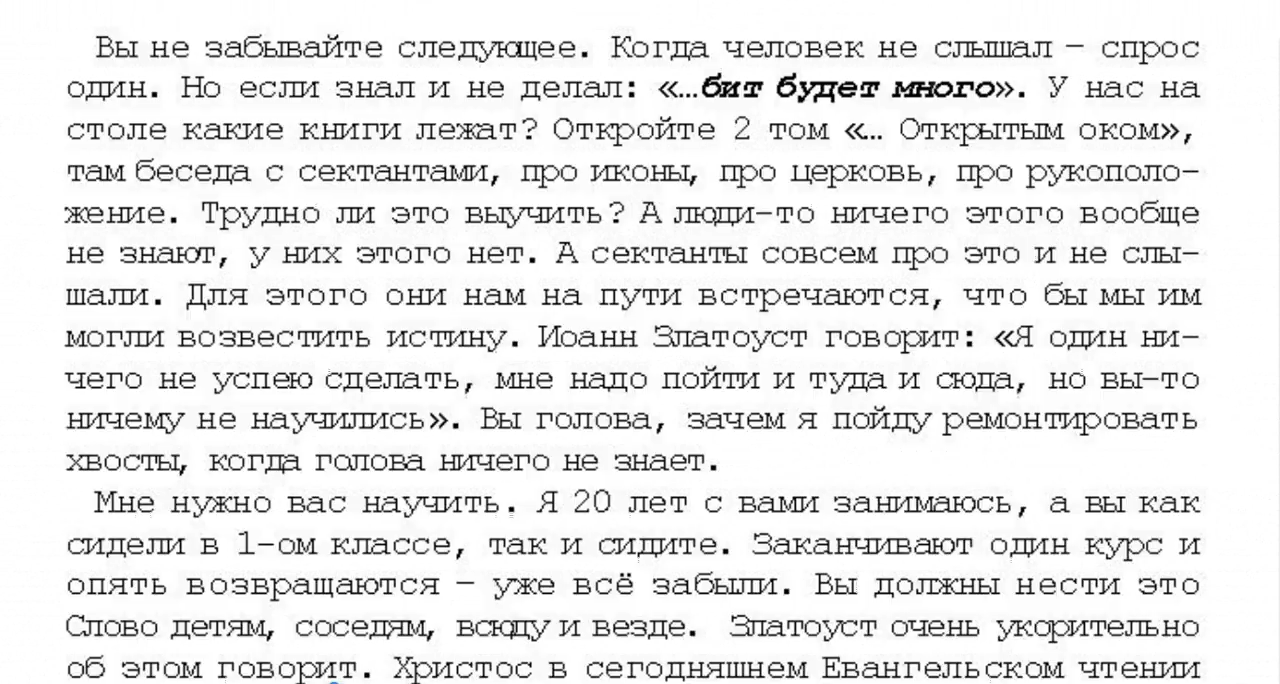 Вы не забывайте следующее. Когда человек не слышал – спрос
один. Но если знал и не делал: «…бит будет много». У нас на
столе какие книги лежат? Откройте 2 том «… Открытым оком»,
там беседа с сектантами, про иконы, про церковь, про рукополо-
жение. Трудно ли это выучить? А люди-то ничего этого вообще
не знают, у них этого нет. А сектанты совсем про это и не слы-
шали. Для этого они нам на пути встречаются, что бы мы им
могли возвестить истину. Иоанн Златоуст говорит: «Я один ни-
чего не успею сделать, мне надо пойти и туда и сюда, но вы-то
ничему не научились». Вы голова, зачем я пойду ремонтировать
хвосты, когда голова ничего не знает.
Мне нужно вас научить. Я 20 лет с вами занимаюсь, а вы как
сидели в 1-ом классе, так и сидите. Заканчивают один курс и
опять возвращаются – уже всё забыли. Вы должны нести это
Слово детям, соседям, всюду и везде. Златоуст очень укорительно
об этом говорит. Христос в сегодняшнем Евангельском чтении